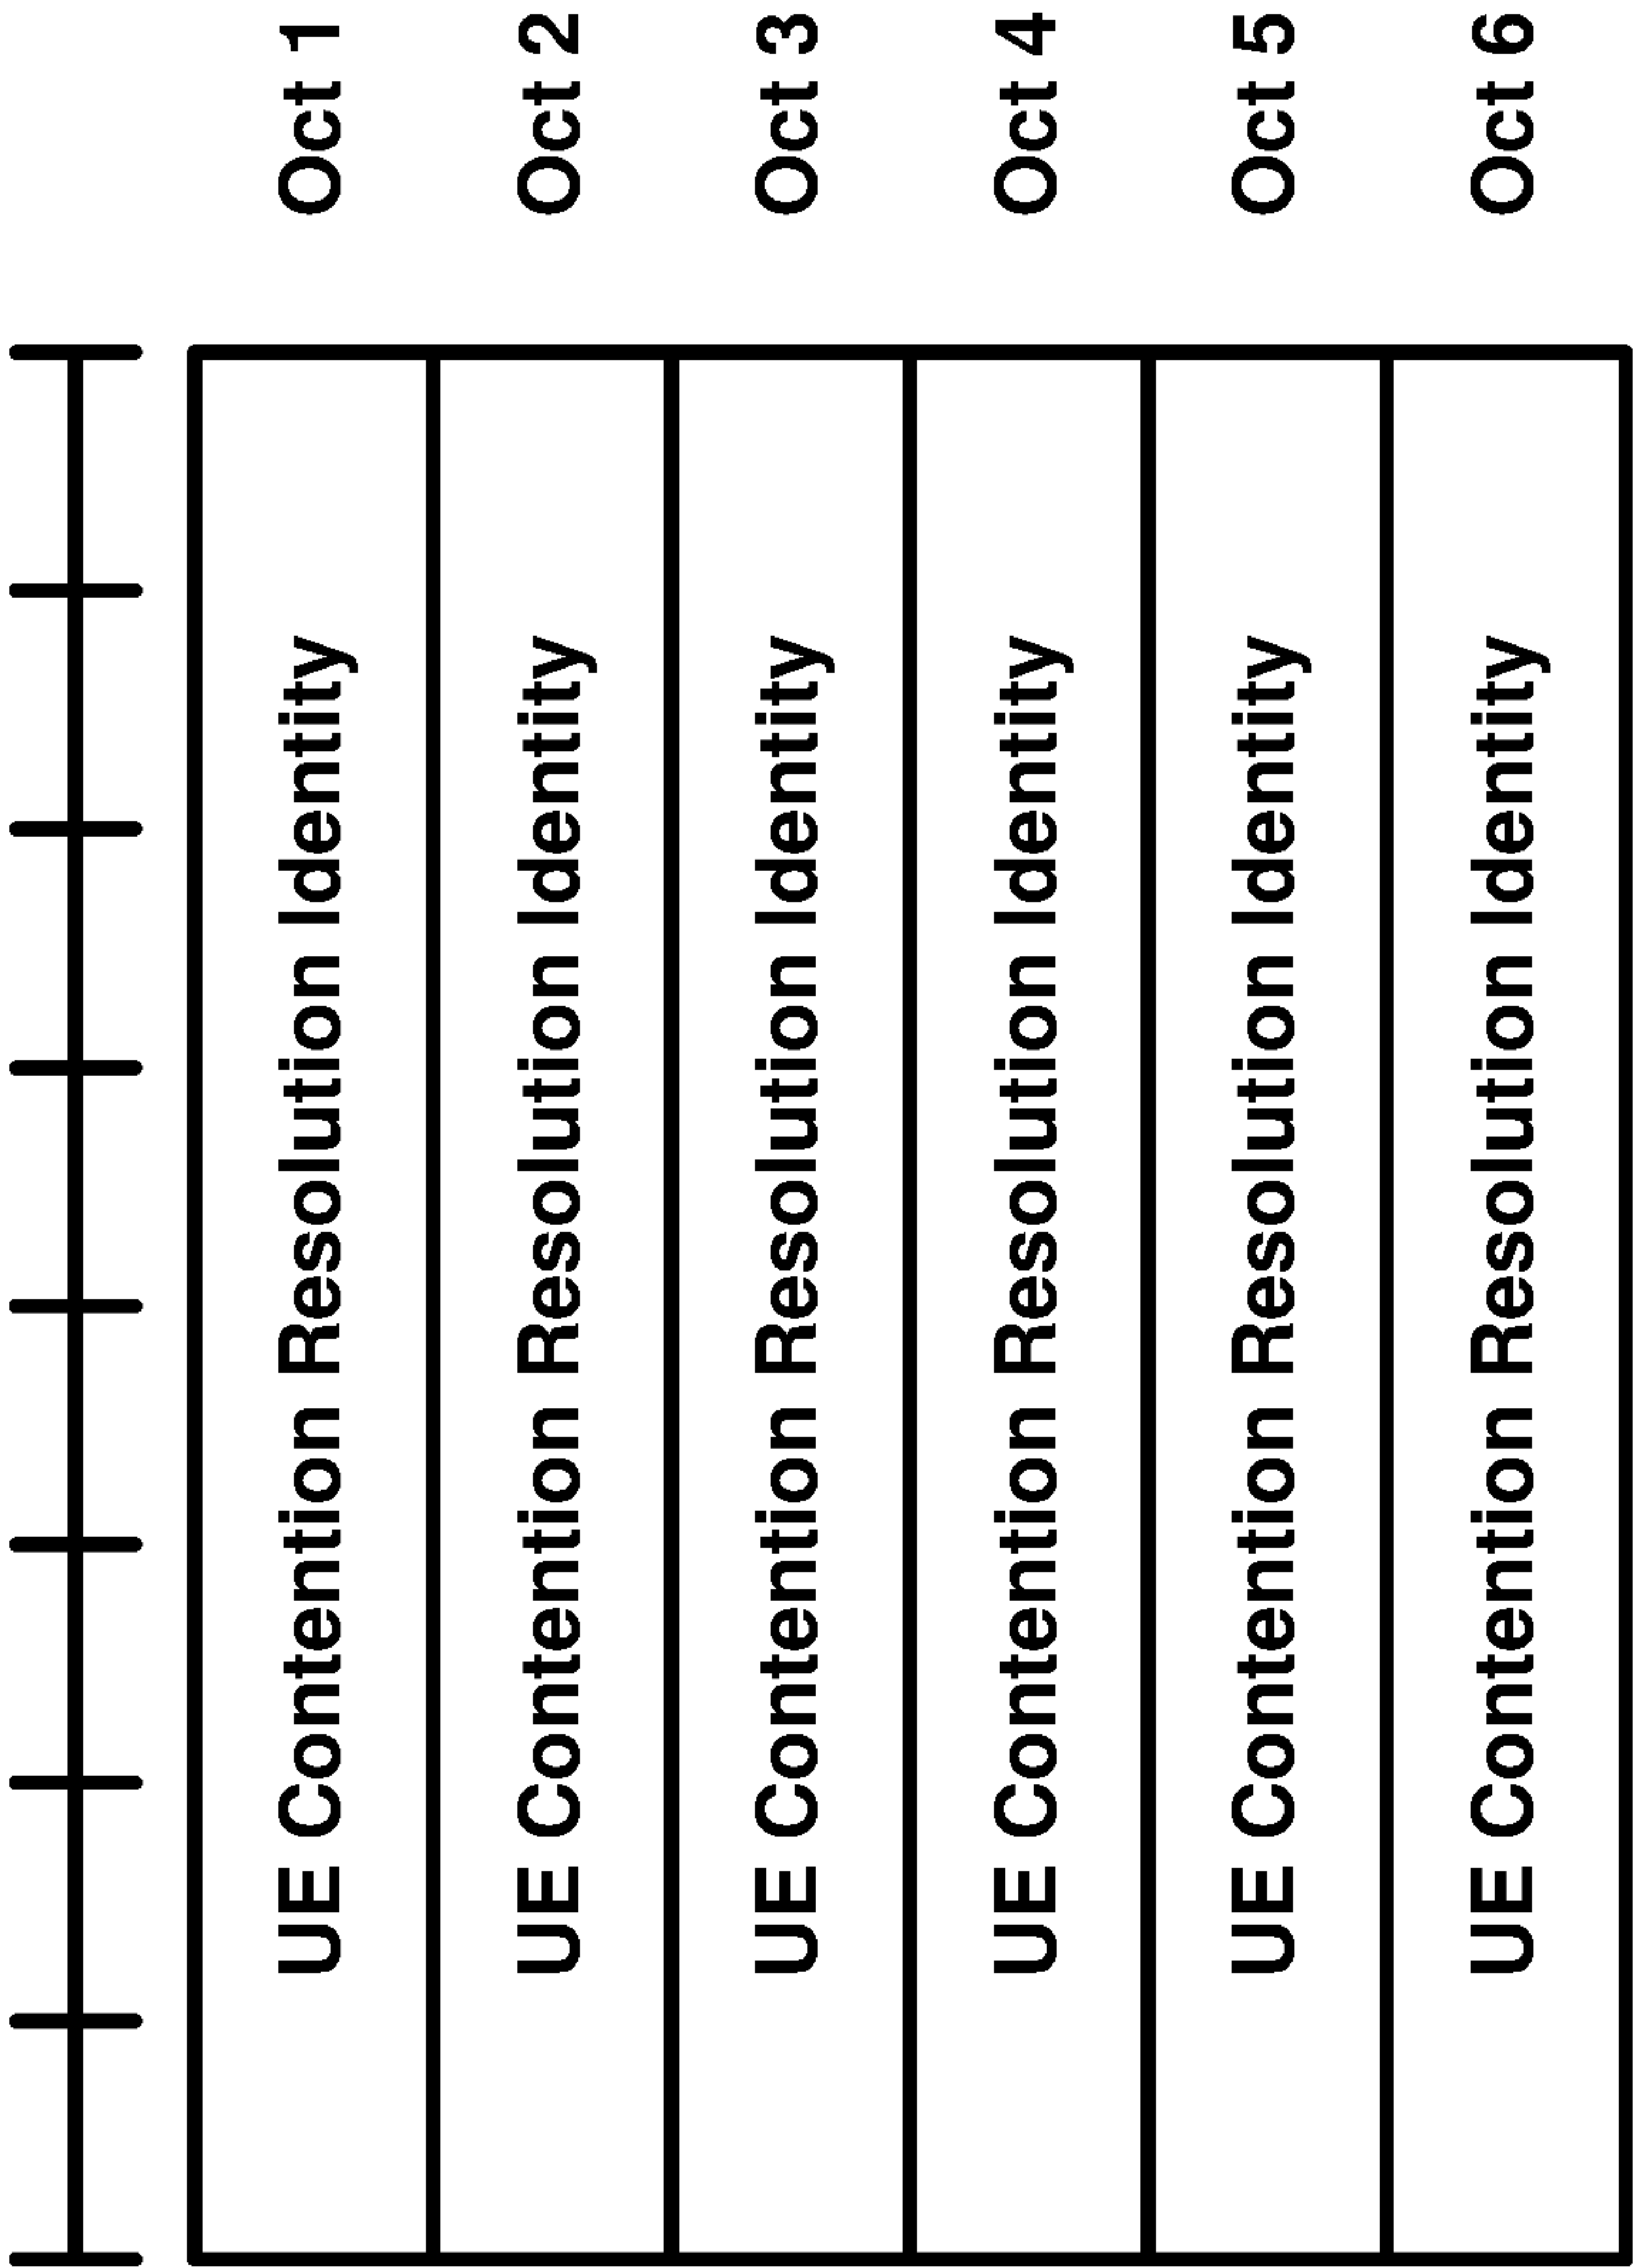 UE Contention Resolution Identity Oct 1
UE Contention Resolution Identity Oct 2
UE Contention Resolution Identity Oct 3
UE Contention Resolution Identity Oct 4
UE Contention Resolution Identity Oct 5
UE Contention Resolution Identity Oct 6